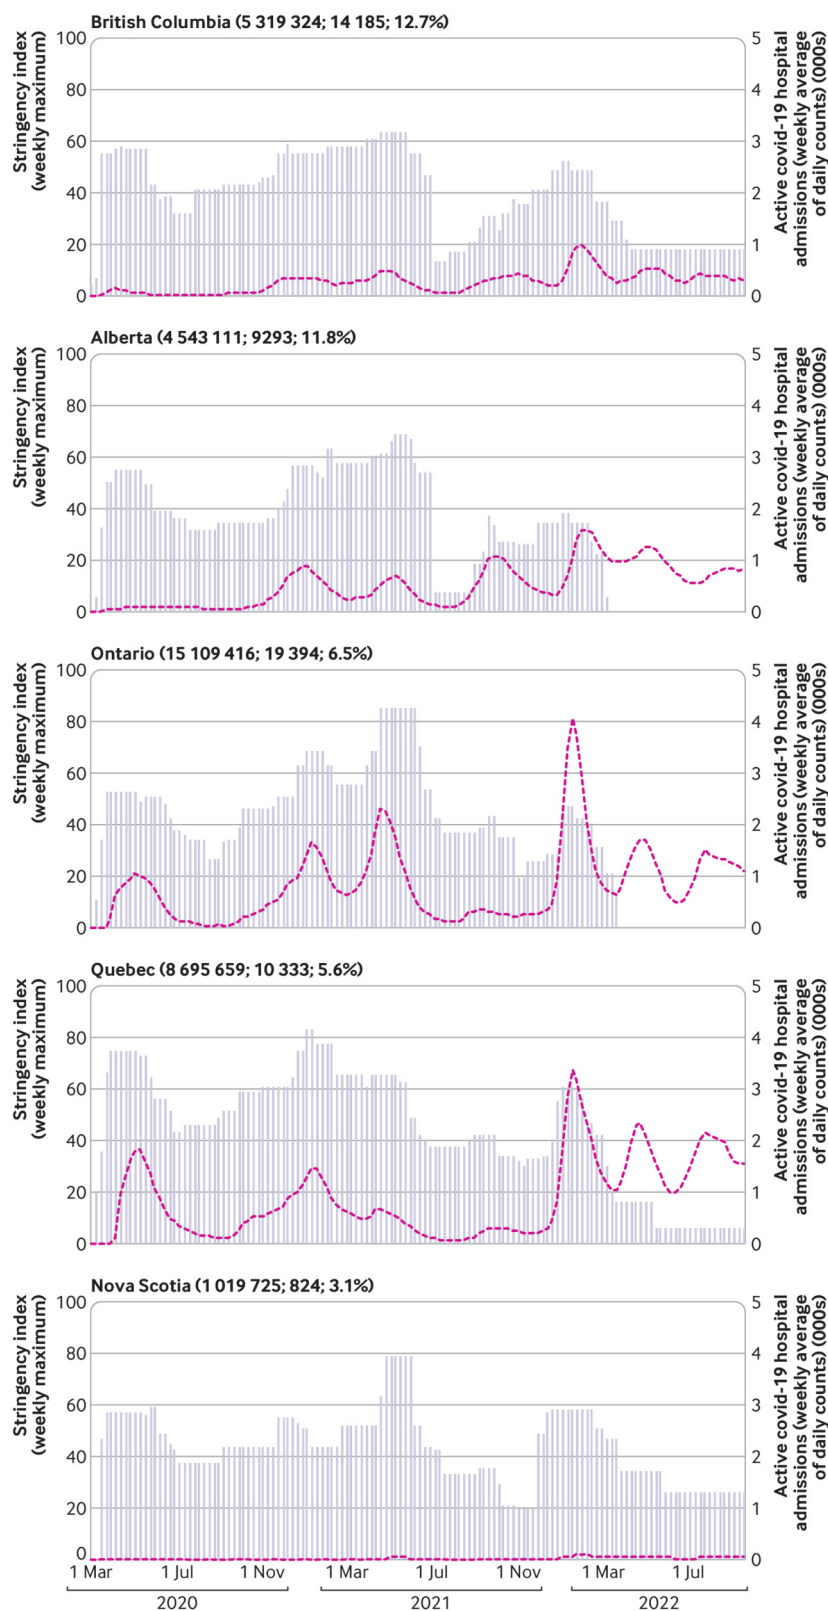 British Columbia (5 319 324; 14 185; 12.7%)
Stringency index
(weekly maximum)
100
80
60
40
20
0
5
4
3
2
1
0
Active covid-19 hospital
admissions (weekly average
of daily counts) (000s)
Alberta (4 543 111; 9293; 11.8%)
Stringency index
(weekly maximum)
100
80
60
40
20
0
5
4
3
2
1
0
Active covid-19 hospital
admissions (weekly average
of daily counts) (000s)
Ontario (15 109 416; 19 394; 6.5%)
Stringency index
(weekly maximum)
100
80
60
40
20
0
5
4
3
2
1
0
Active covid-19 hospital
admissions (weekly average
of daily counts) (000s)
Quebec (8 695 659; 10 333; 5.6%)
Stringency index
(weekly maximum)
100
80
60
40
20
0
5
4
3
2
1
0
Active covid-19 hospital
admissions (weekly average
of daily counts) (000s)
Nova Scotia (1 019 725; 824; 3.1%)
Stringency index
(weekly maximum)
100
80
60
40
20
0
5
4
3
2
1
0
Active covid-19 hospital
admissions (weekly average
of daily counts) (000s)
1 Mar 1 Jul 1 Nov 1 Mar 1 Jul 1 Nov 1 Mar 1 Jul
2020 2021 2022